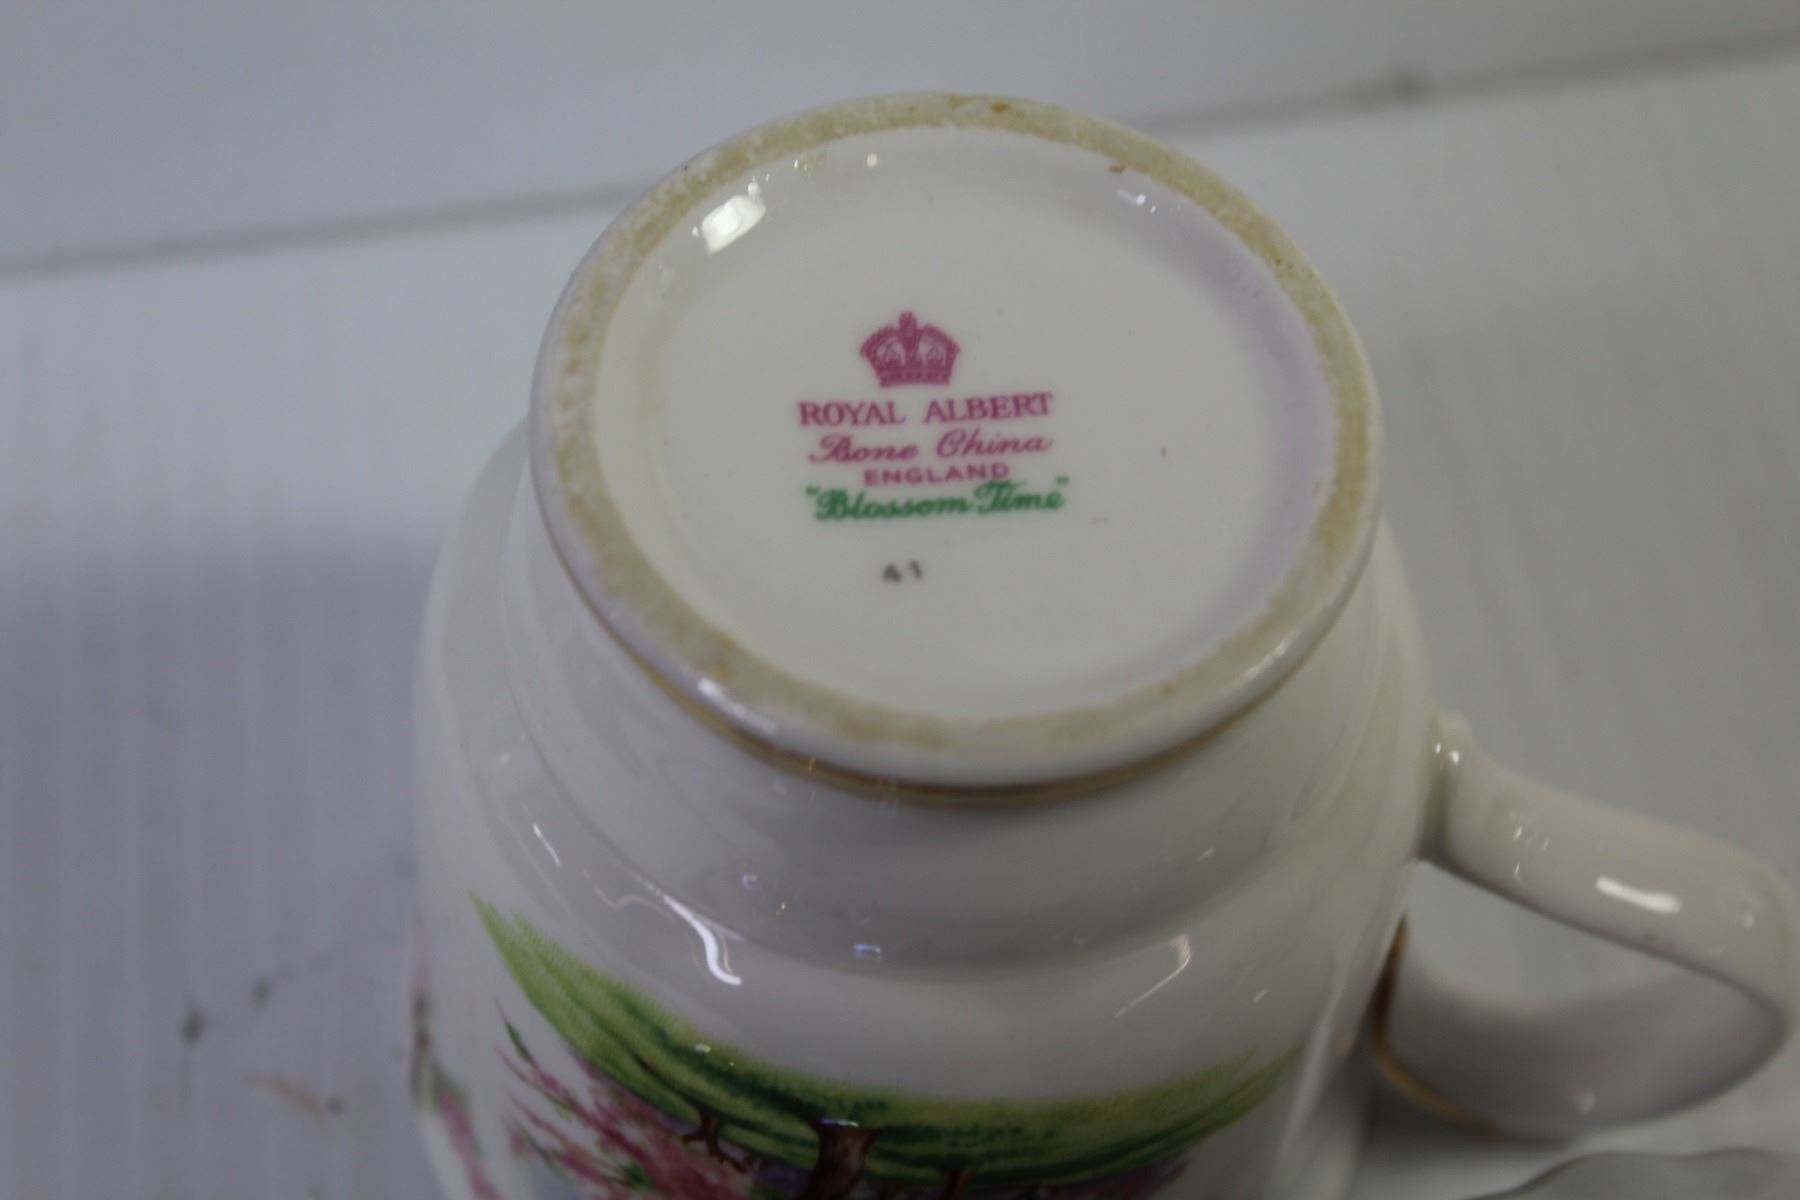 ROYAL ALBERT
Bone China
ENGLAND
"Blossom Time"
41